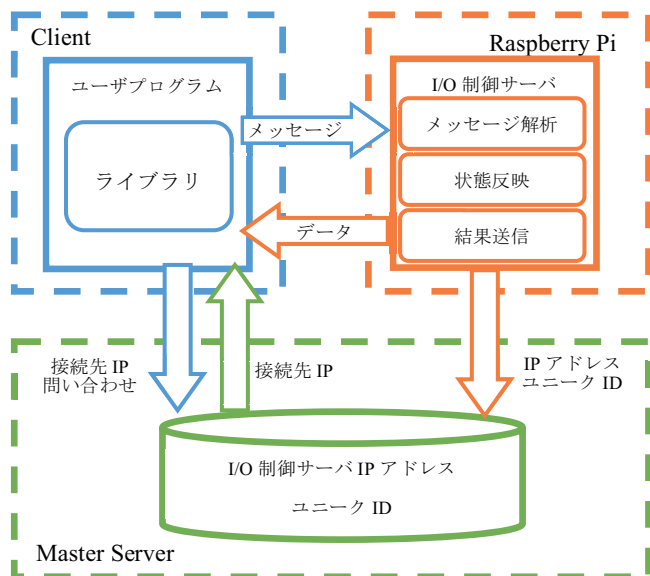 Client
ユーザプログラム
ライブラリ
メッセージ
データ
Raspberry Pi
I/O 制御サーバ
メッセージ解析
状態反映
結果送信
接続先 IP
問い合わせ
接続先 IP
IP アドレス
ユニーク ID
I/O 制御サーバ IP アドレス
ユニーク ID
Master Server